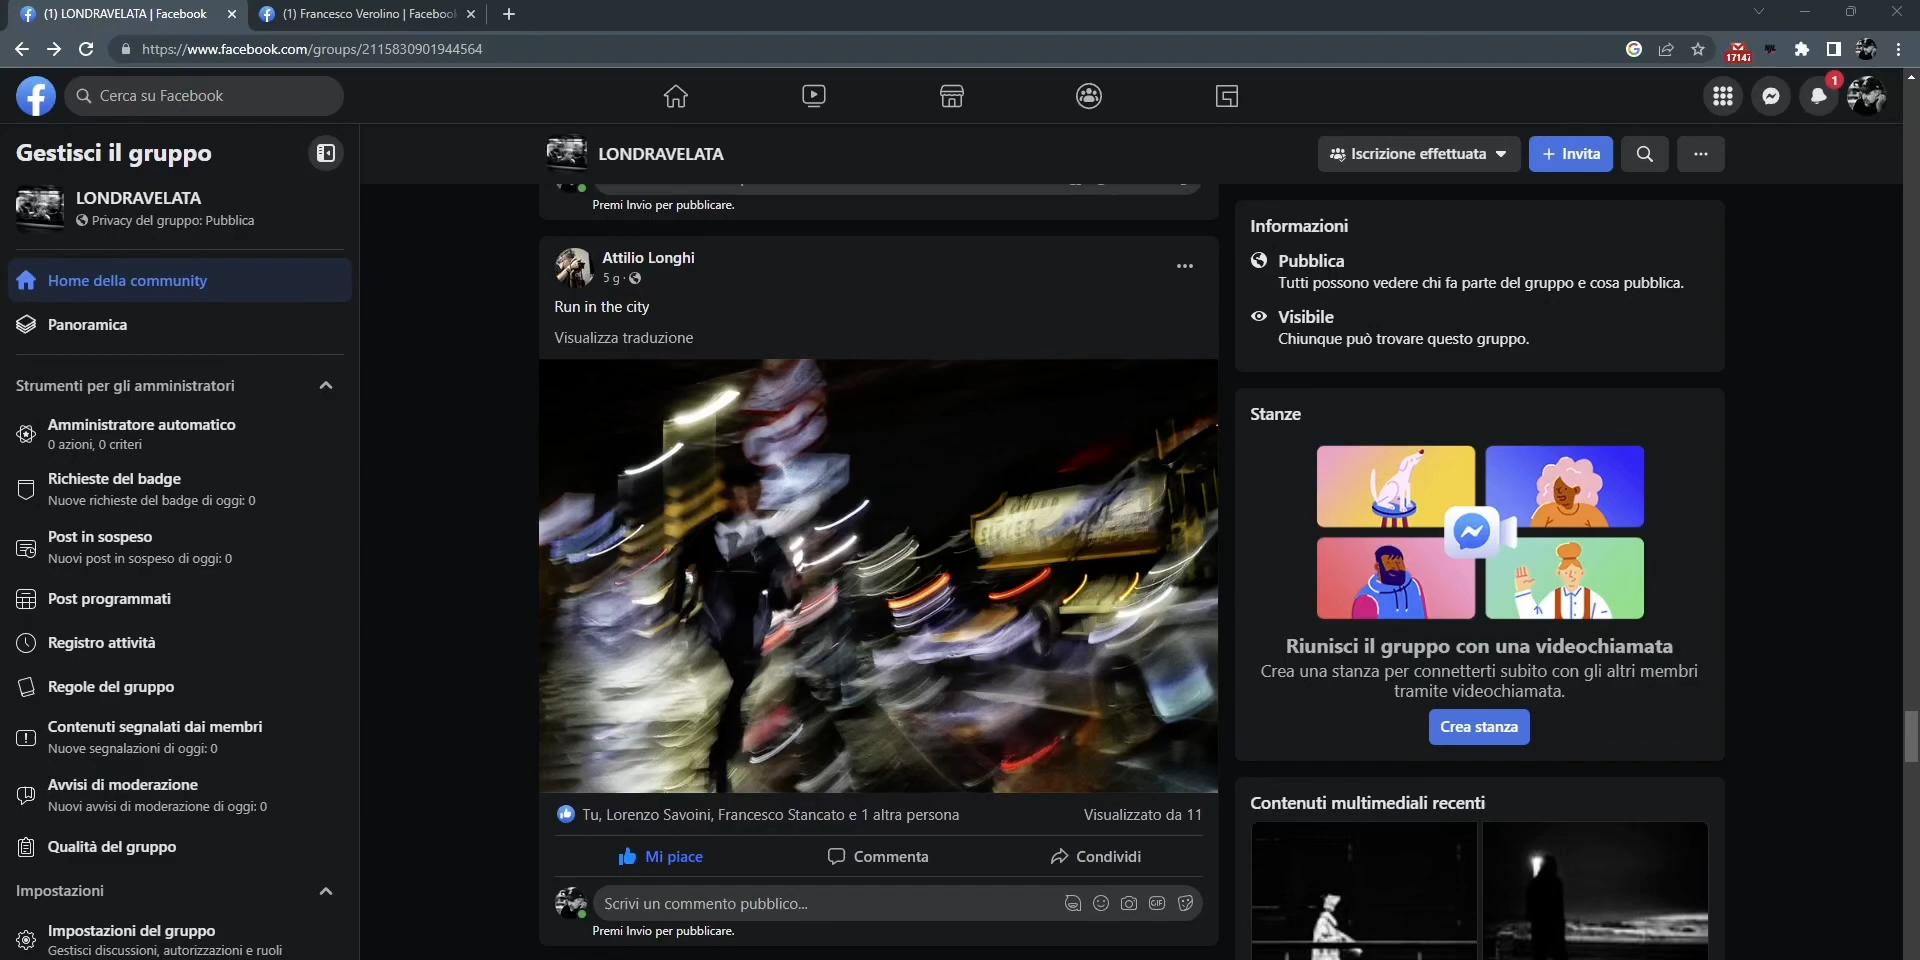 (1) LONDRAVELATA | Facebook
(1) Francesco Verolino | Facebook
https://www.facebook.com/groups/2115830901944564
17147
Cerca su Facebook
1
Gestisci il gruppo
LONDRAVELATA
Privacy del gruppo: Pubblica
Home della community
Panoramica
Strumenti per gli amministratori
Amministratore automatico
0 azioni, 0 criteri
Richieste del badge
Nuove richieste del badge di oggi: 0
Post in sospeso
Nuovi post in sospeso di oggi: 0
Post programmati
Registro attività
Regole del gruppo
Contenuti segnalati dai membri
Nuove segnalazioni di oggi: 0
Avvisi di moderazione
Nuovi avvisi di moderazione di oggi: 0
Qualità del gruppo
Impostazioni
Impostazioni del gruppo
Gestisci discussioni, autorizzazioni e ruoli
LONDRAVELATA
Iscrizione effettuata
+ Invita
Premi Invio per pubblicare.
Attilio Longhi
5 g ·
Run in the city
Visualizza traduzione
Tu, Lorenzo Savoini, Francesco Stancato e 1 altra persona
Visualizzato da 11
Mi piace
Commenta
Condividi
Scrivi un commento pubblico...
GIF
Premi Invio per pubblicare.
Informazioni
Pubblica
Tutti possono vedere chi fa parte del gruppo e cosa pubblica.
Visibile
Chiunque può trovare questo gruppo.
Stanze
Riunisci il gruppo con una videochiamata
Crea una stanza per connetterti subito con gli altri membri
tramite videochiamata.
Crea stanza
Contenuti multimediali recenti